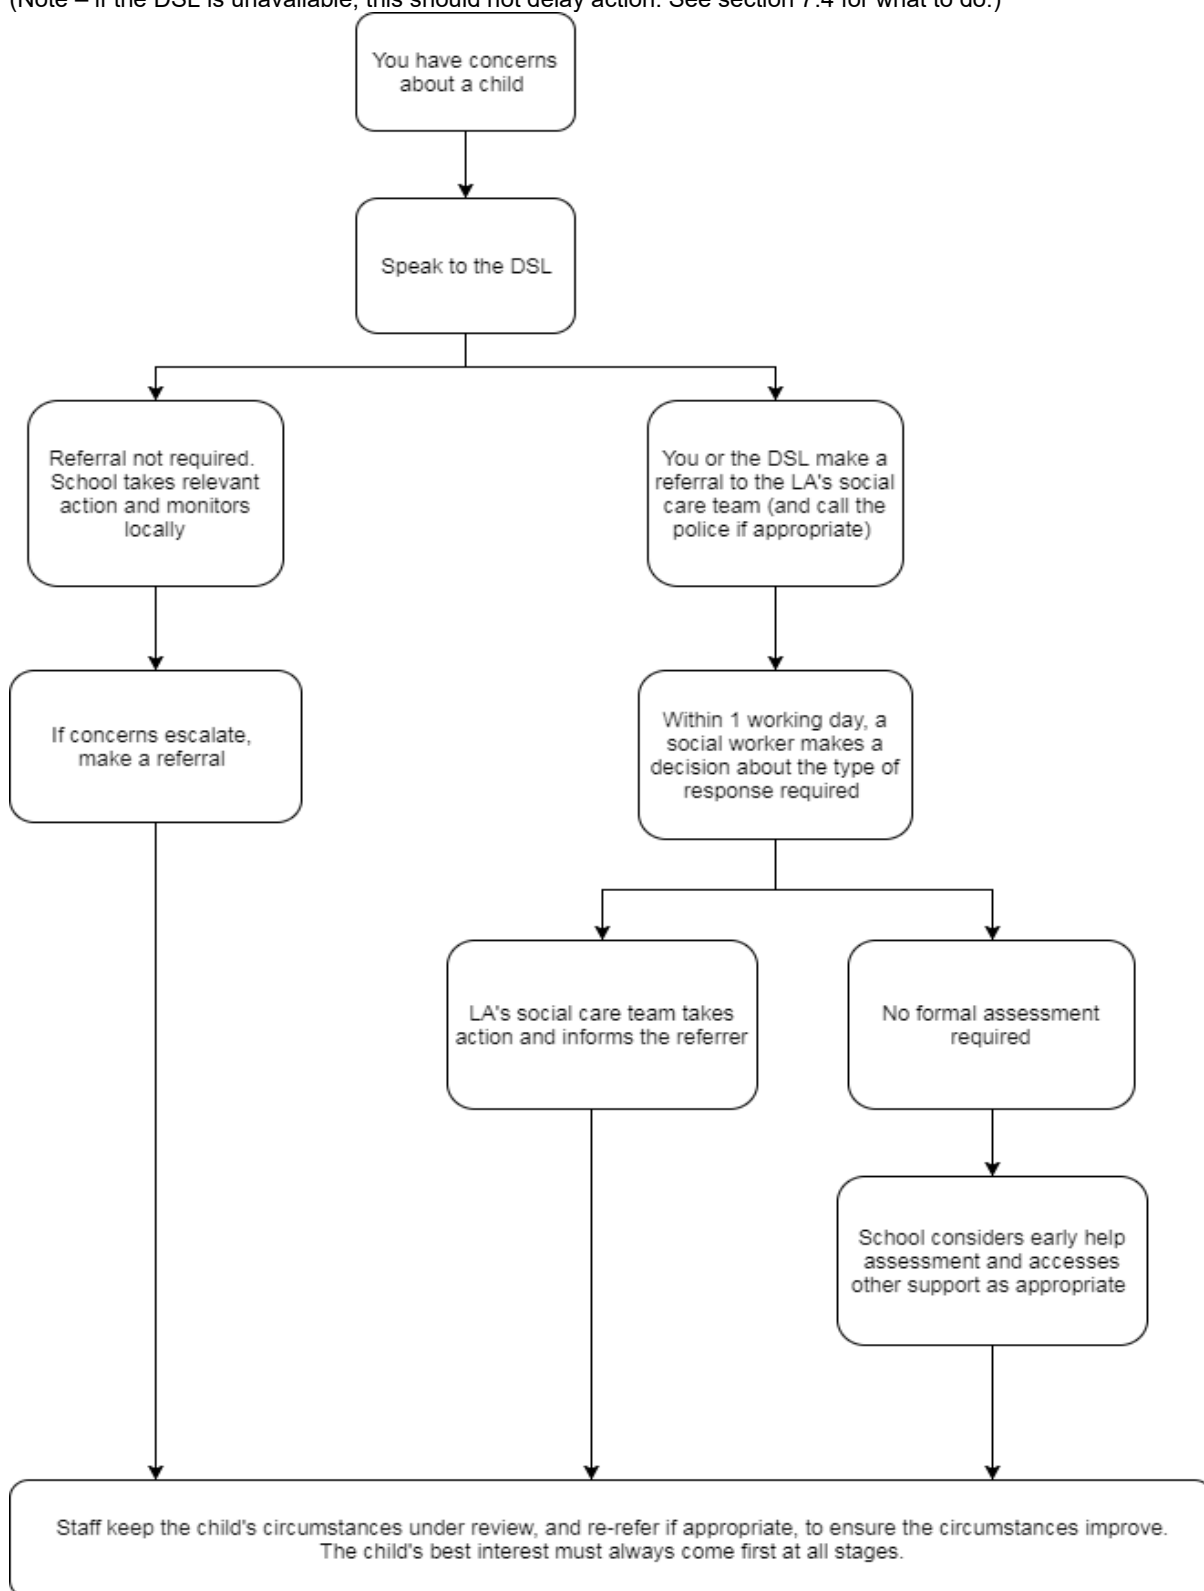 (Note – if the DSL is unavailable, this should not delay action. See section 7.4 for what to do.)
You have concerns
about a child
Speak to the DSL
Referral not required.
School takes relevant
action and monitors
locally
You or the DSL make a
referral to the LA's social
care team (and call the
police if appropriate)
If concerns escalate,
make a referral
Within 1 working day, a
social worker makes a
decision about the type of
response required
LA's social care team takes
action and informs the referrer
No formal assessment
required
School considers early help
assessment and accesses
other support as appropriate
Staff keep the child's circumstances under review, and re-refer if appropriate, to ensure the circumstances improve.
The child's best interest must always come first at all stages.